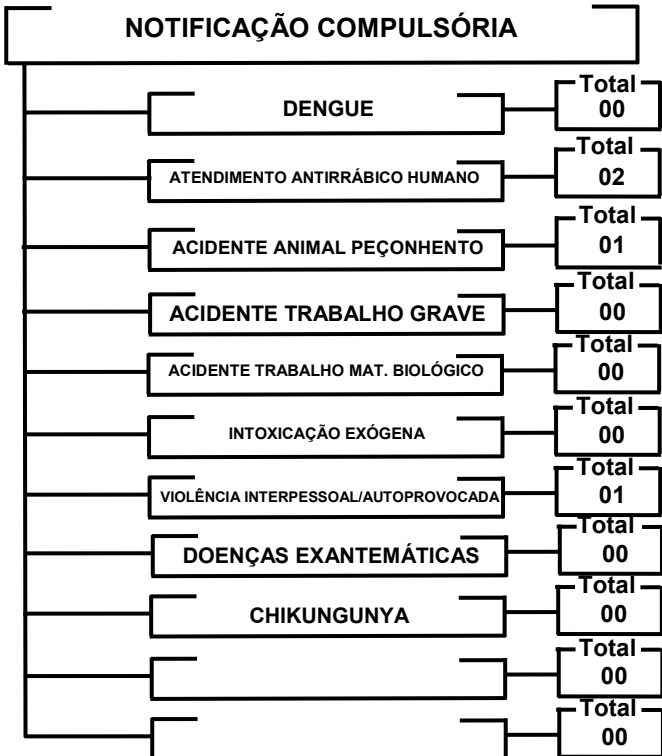 NOTIFICAÇÃO COMPULSÓRIA
Total
DENGUE
00
Total
ATENDIMENTO ANTIRRÁBICO HUMANO
02
Total
ACIDENTE ANIMAL PEÇONHENTO
01
Total
ACIDENTE TRABALHO GRAVE
00
Total
ACIDENTE TRABALHO MAT. BIOLÓGICO
00
Total
INTOXICAÇÃO EXÓGENA
00
Total
VIOLÊNCIA INTERPESSOAL/AUTOPROVOCADA
01
Total
DOENÇAS EXANTEMÁTICAS
00
Total
CHIKUNGUNYA
00
Total
00
Total
00